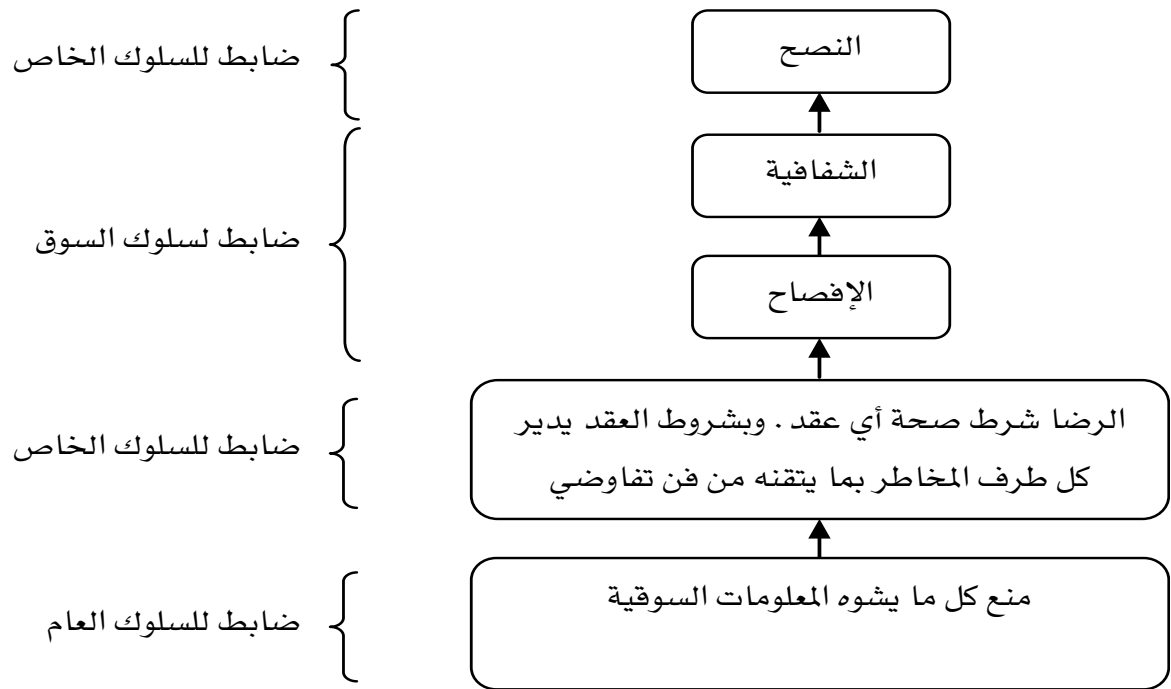 النصح
ضابط للسلوك الخاص
الشفافية
ضابط لسلوك السوق
الإفصاح
الرضا شرط صحة أي عقد . وبشروط العقد يدير
كل طرف المخاطر بما يتقنه من فن تفاوضي
ضابط للسلوك الخاص
منع كل ما يشوه المعلومات السوقية
ضابط للسلوك العام